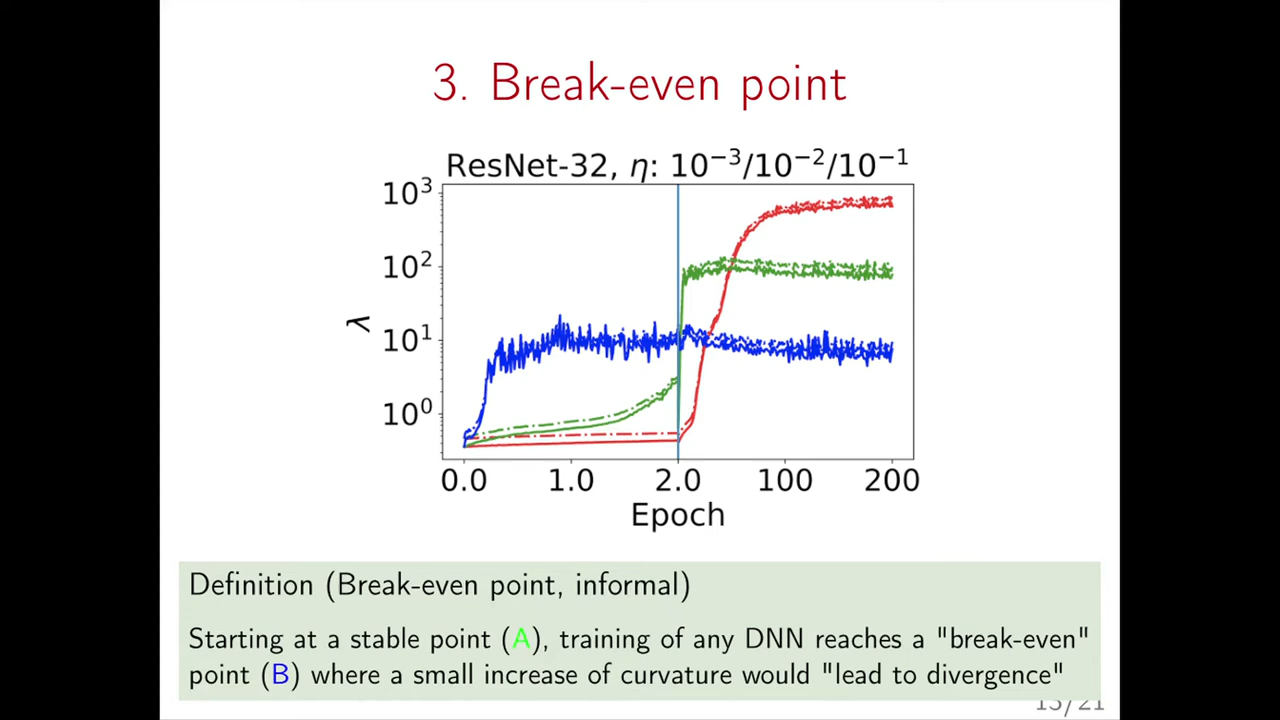 3. Break-even point
ResNet-32, η: 10⁻³/10⁻²/10⁻¹
10³
10²
10¹
10⁰
λ
0.0 1.0 2.0 100 200
Epoch
Definition (Break-even point, informal)
Starting at a stable point (A), training of any DNN reaches a "break-even"
point (B) where a small increase of curvature would "lead to divergence"